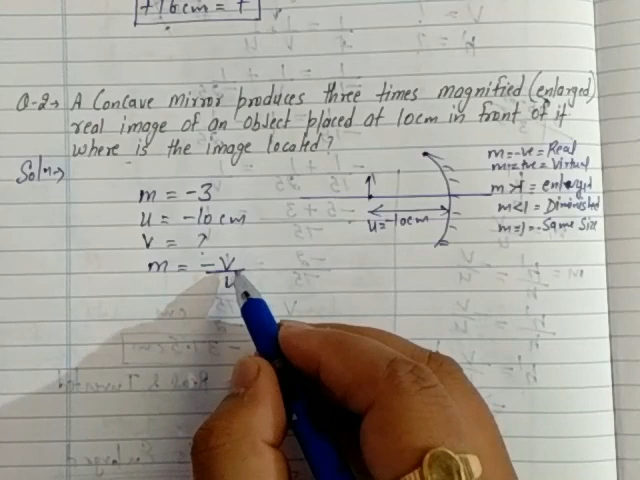 +16cm = f
Q-2→ A Concave mirror produces three times magnified (enlarged)
real image of an object placed at 10cm in front of it
where is the image located?
Soln→
m = -3
u = -10cm
v = ?
m = -v/u
u = -10cm
m = -ve = Real
m = +ve = Virtual
m>1 = enlarged
m<1 = Diminished
m=1 = Same Size